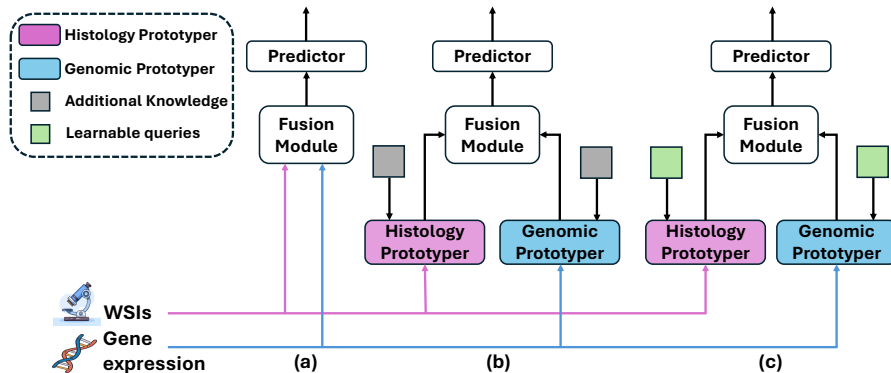 Histology Prototyper
Genomic Prototyper
Additional Knowledge
Learnable queries
Predictor
Fusion
Module
Predictor
Fusion
Module
Histology
Prototyper
Genomic
Prototyper
Predictor
Fusion
Module
Histology
Prototyper
Genomic
Prototyper
WSIs
Gene
expression
(a)
(b)
(c)